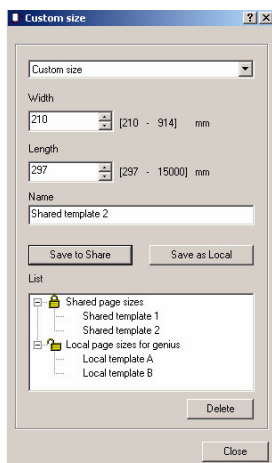 Custom size
Custom size
Width
210 [210 - 914] mm
Length
297 [297 - 15000] mm
Name
Shared template 2
Save to Share Save as Local
List
Shared page sizes
Shared template 1
Shared template 2
Local page sizes for genius
Local template A
Local template B
Delete
Close